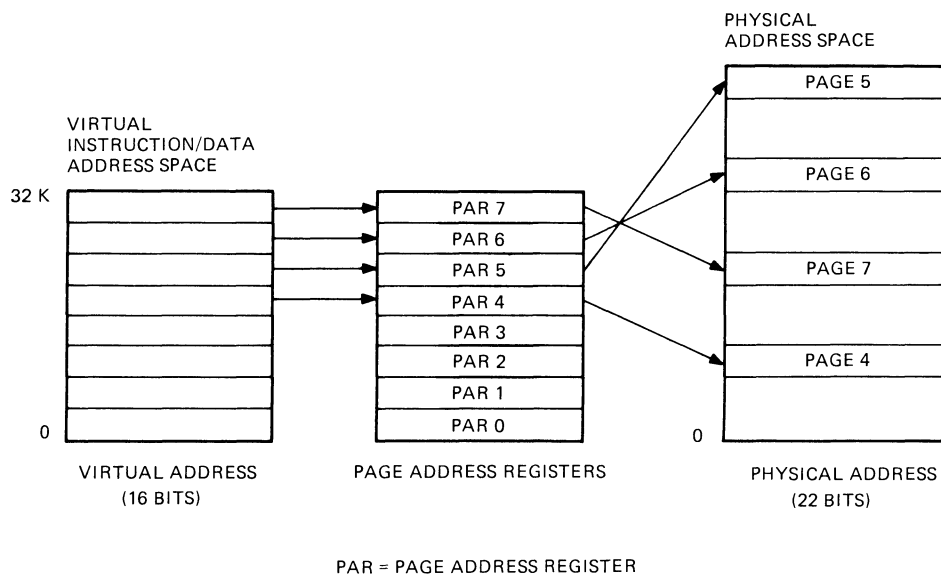 PHYSICAL
ADDRESS SPACE
VIRTUAL
INSTRUCTION/DATA
ADDRESS SPACE
32 K
0
VIRTUAL ADDRESS
(16 BITS)
PAR 7
PAR 6
PAR 5
PAR 4
PAR 3
PAR 2
PAR 1
PAR 0
PAGE ADDRESS REGISTERS
PAGE 5
PAGE 6
PAGE 7
PAGE 4
0
PHYSICAL ADDRESS
(22 BITS)
PAR = PAGE ADDRESS REGISTER